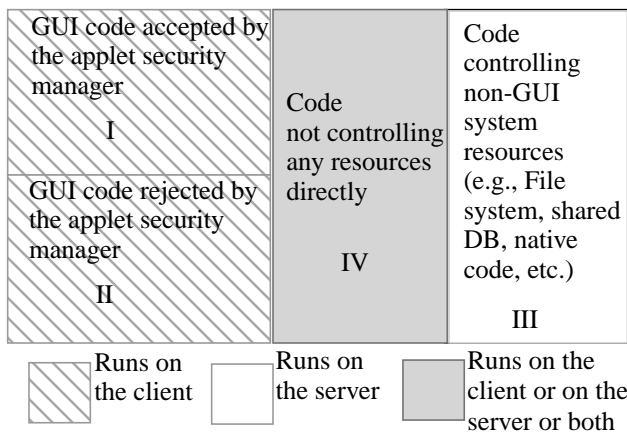 GUI code accepted by
the applet security
manager
I
GUI code rejected by
the applet security
manager
II
Code
not controlling
any resources
directly
IV
Code
controlling
non-GUI
system
resources
(e.g., File
system, shared
DB, native
code, etc.)
III
Runs on
the client
Runs on
the server
Runs on the
client or on the
server or both